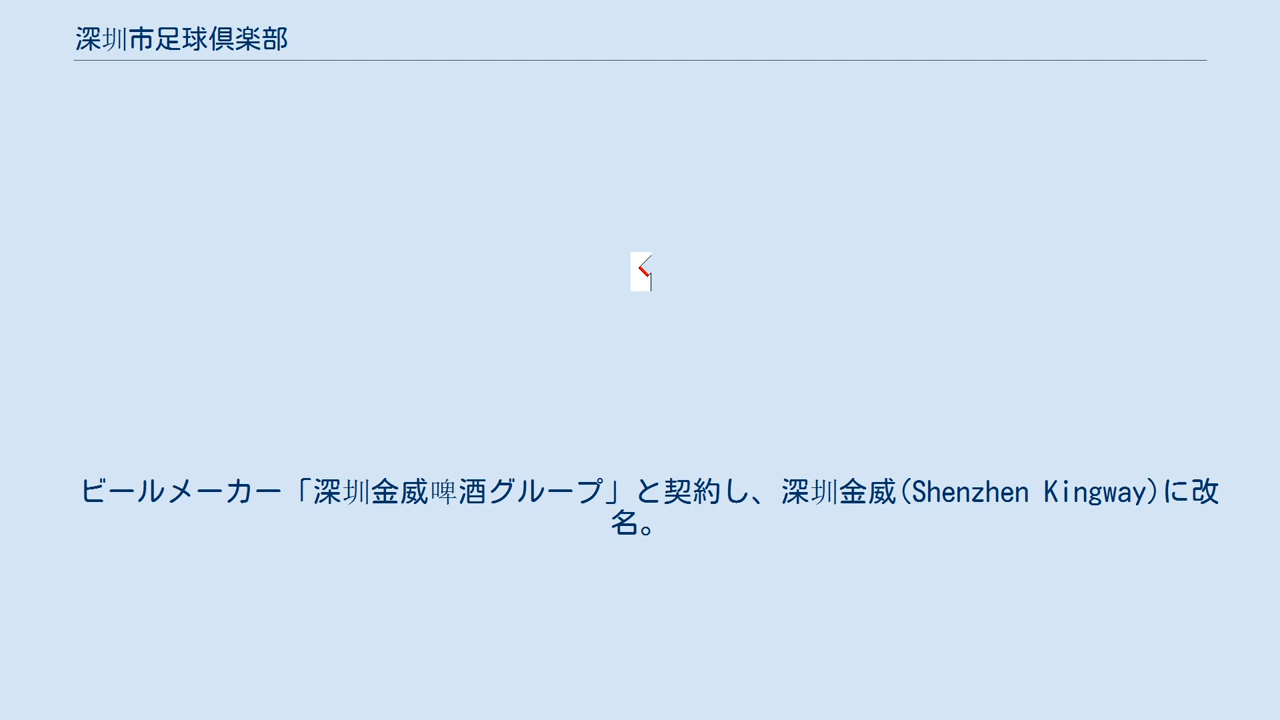 深圳市足球倶楽部
ビールメーカー「深圳金威啤酒グループ」と契約し、深圳金威(Shenzhen Kingway)に改
名。